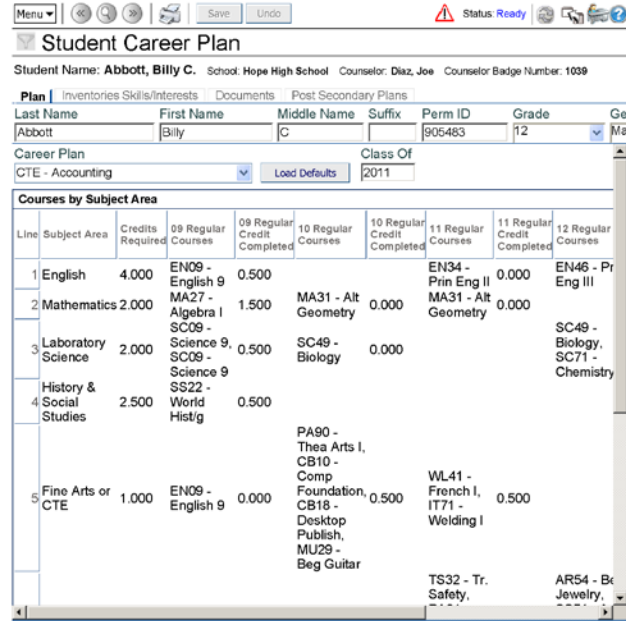 Menu Save Undo Status: Ready
Student Career Plan
Student Name: Abbott, Billy C. School: Hope High School Counselor: Diaz, Joe Counselor Badge Number: 1039
Plan Inventories Skills/Interests Documents Post Secondary Plans
Last Name First Name Middle Name Suffix Perm ID Grade Ge
Abbott Billy C 905483 12 Ma
Career Plan Class Of
CTE - Accounting Load Defaults 2011
Courses by Subject Area
Line Subject Area Credits Required 09 Regular Courses 09 Regular Credit Completed 10 Regular Courses 10 Regular Credit Completed 11 Regular Courses 11 Regular Credit Completed 12 Regular Courses
1 English 4.000 EN09 - English 9 0.500 EN34 - Prin Eng II 0.000 EN46 - Pr Eng III
2 Mathematics 2.000 MA27 - Algebra I 1.500 MA31 - Alt Geometry 0.000 MA31 - Alt Geometry 0.000
3 Laboratory Science 2.000 SC09 - Science 9, SC09 - Science 9 0.500 SC49 - Biology 0.000 SC49 - Biology, SC71 - Chemistry
4 History & Social Studies 2.500 SS22 - World Hist/g 0.500
5 Fine Arts or CTE 1.000 EN09 - English 9 0.000 PA90 - Thea Arts I, CB10 - Comp Foundation, CB18 - Desktop Publish, MU29 - Beg Guitar 0.500 WL41 - French I, IT71 - Welding I 0.500
TS32 - Tr. Safety, AR54 - Be Jewelry,